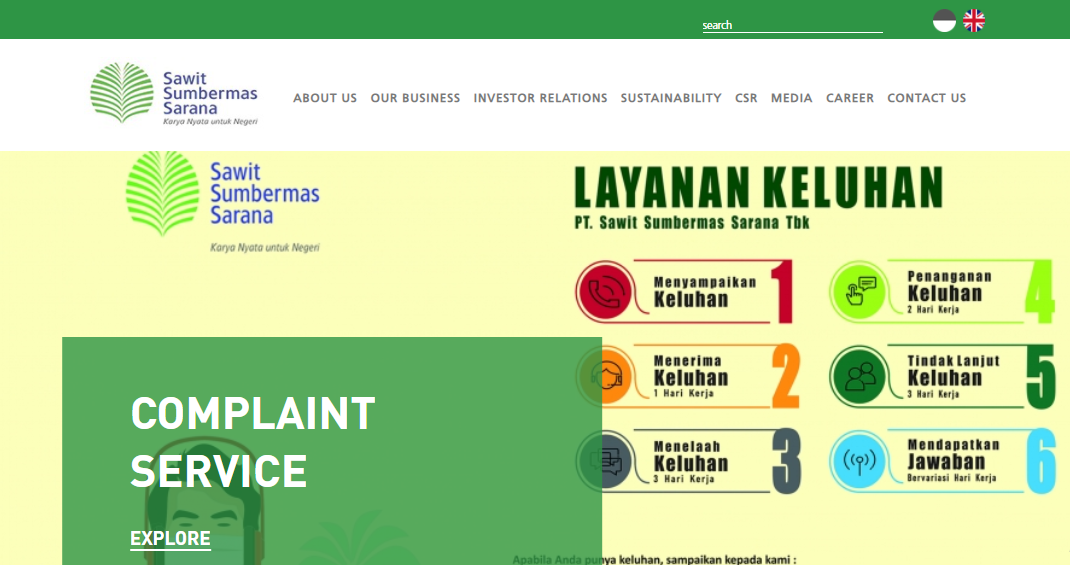 search
Sawit
Sumbermas
Sarana
Karya Nyata untuk Negeri
ABOUT US OUR BUSINESS INVESTOR RELATIONS SUSTAINABILITY CSR MEDIA CAREER CONTACT US
Sawit
Sumbermas
Sarana
Karya Nyata untuk Negeri
LAYANAN KELUHAN
PT. Sawit Sumbermas Sarana Tbk
Menyampaikan
Keluhan
1
Menerima
Keluhan
1 Hari Kerja
2
Menelaah
Keluhan
3 Hari Kerja
3
Penanganan
Keluhan
2 Hari Kerja
4
Tindak Lanjut
Keluhan
3 Hari Kerja
5
Mendapatkan
Jawaban
Bervariasi Hari Kerja
6
COMPLAINT
SERVICE
EXPLORE
Apabila Anda punya keluhan, sampaikan kepada kami :